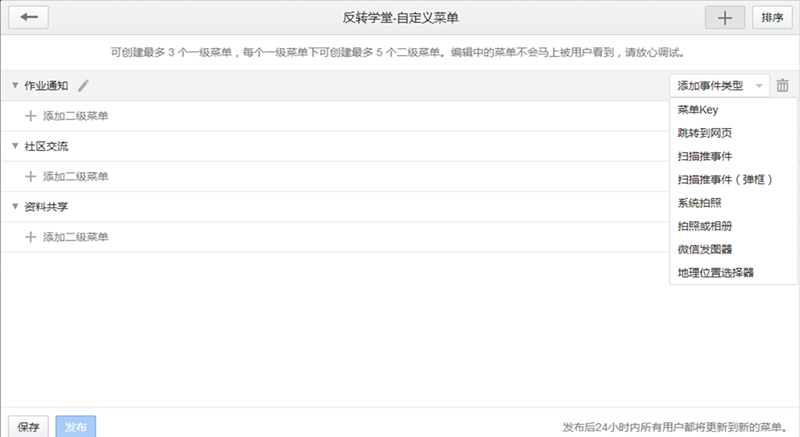 反转学堂-自定义菜单
排序
可创建最多 3 个一级菜单，每个一级菜单下可创建最多 5 个二级菜单。编辑中的菜单不会马上被用户看到，请放心调试。
作业通知
添加事件类型
添加二级菜单
社区交流
添加二级菜单
资料共享
添加二级菜单
菜单Key
跳转到网页
扫描推事件
扫描推事件（弹框）
系统拍照
拍照或相册
微信发图器
地理位置选择器
保存
发布
发布后24小时内所有用户都将更新到新的菜单。